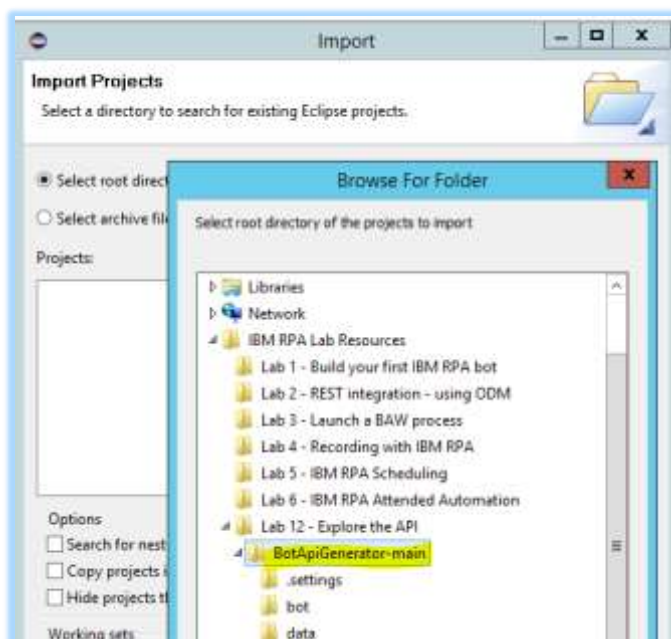 Import
Import Projects
Select a directory to search for existing Eclipse projects.
Select root direct
Browse For Folder
Select archive fil
Select root directory of the projects to import
Projects:
Libraries
Network
IBM RPA Lab Resources
Lab 1 - Build your first IBM RPA bot
Lab 2 - REST integration - using ODM
Lab 3 - Launch a BAW process
Lab 4 - Recording with IBM RPA
Lab 5 - IBM RPA Scheduling
Lab 6 - IBM RPA Attended Automation
Options
Lab 12 - Explore the API
Search for nest
BotApiGenerator-main
Copy projects i
.settings
Hide projects t
bot
Working sets
data